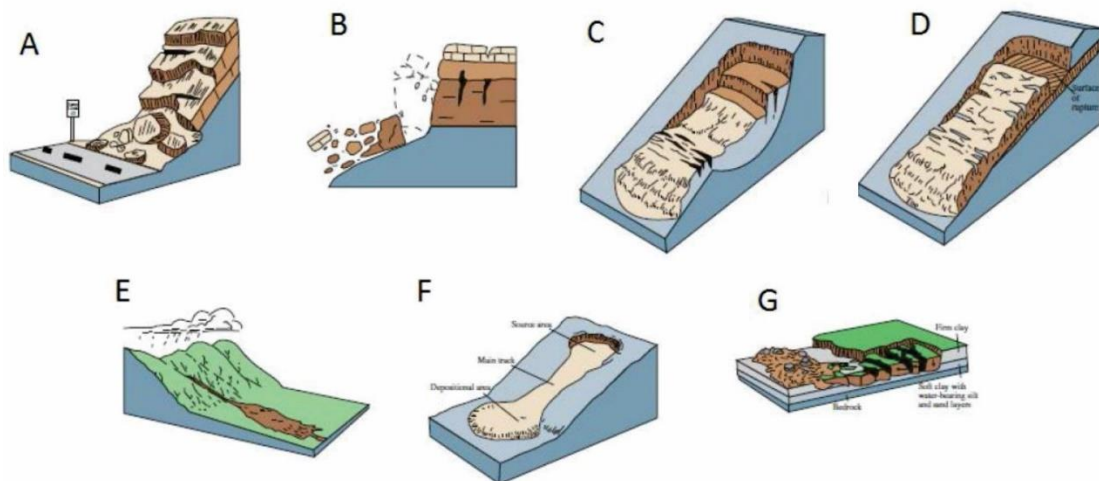 A
B
C
D
Surface
of
rupture
E
F
Source area
Main track
Depositional area
G
Firm clay
Soft clay with
water-bearing silt
and sand layers
Bedrock